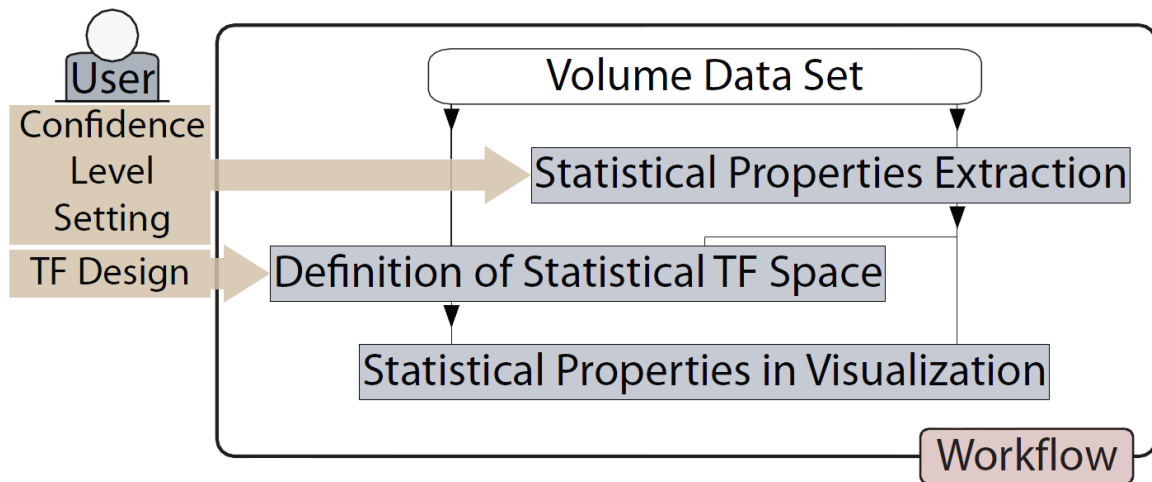 User
Confidence
Level
Setting
TF Design
Volume Data Set
Statistical Properties Extraction
Definition of Statistical TF Space
Statistical Properties in Visualization
Workflow